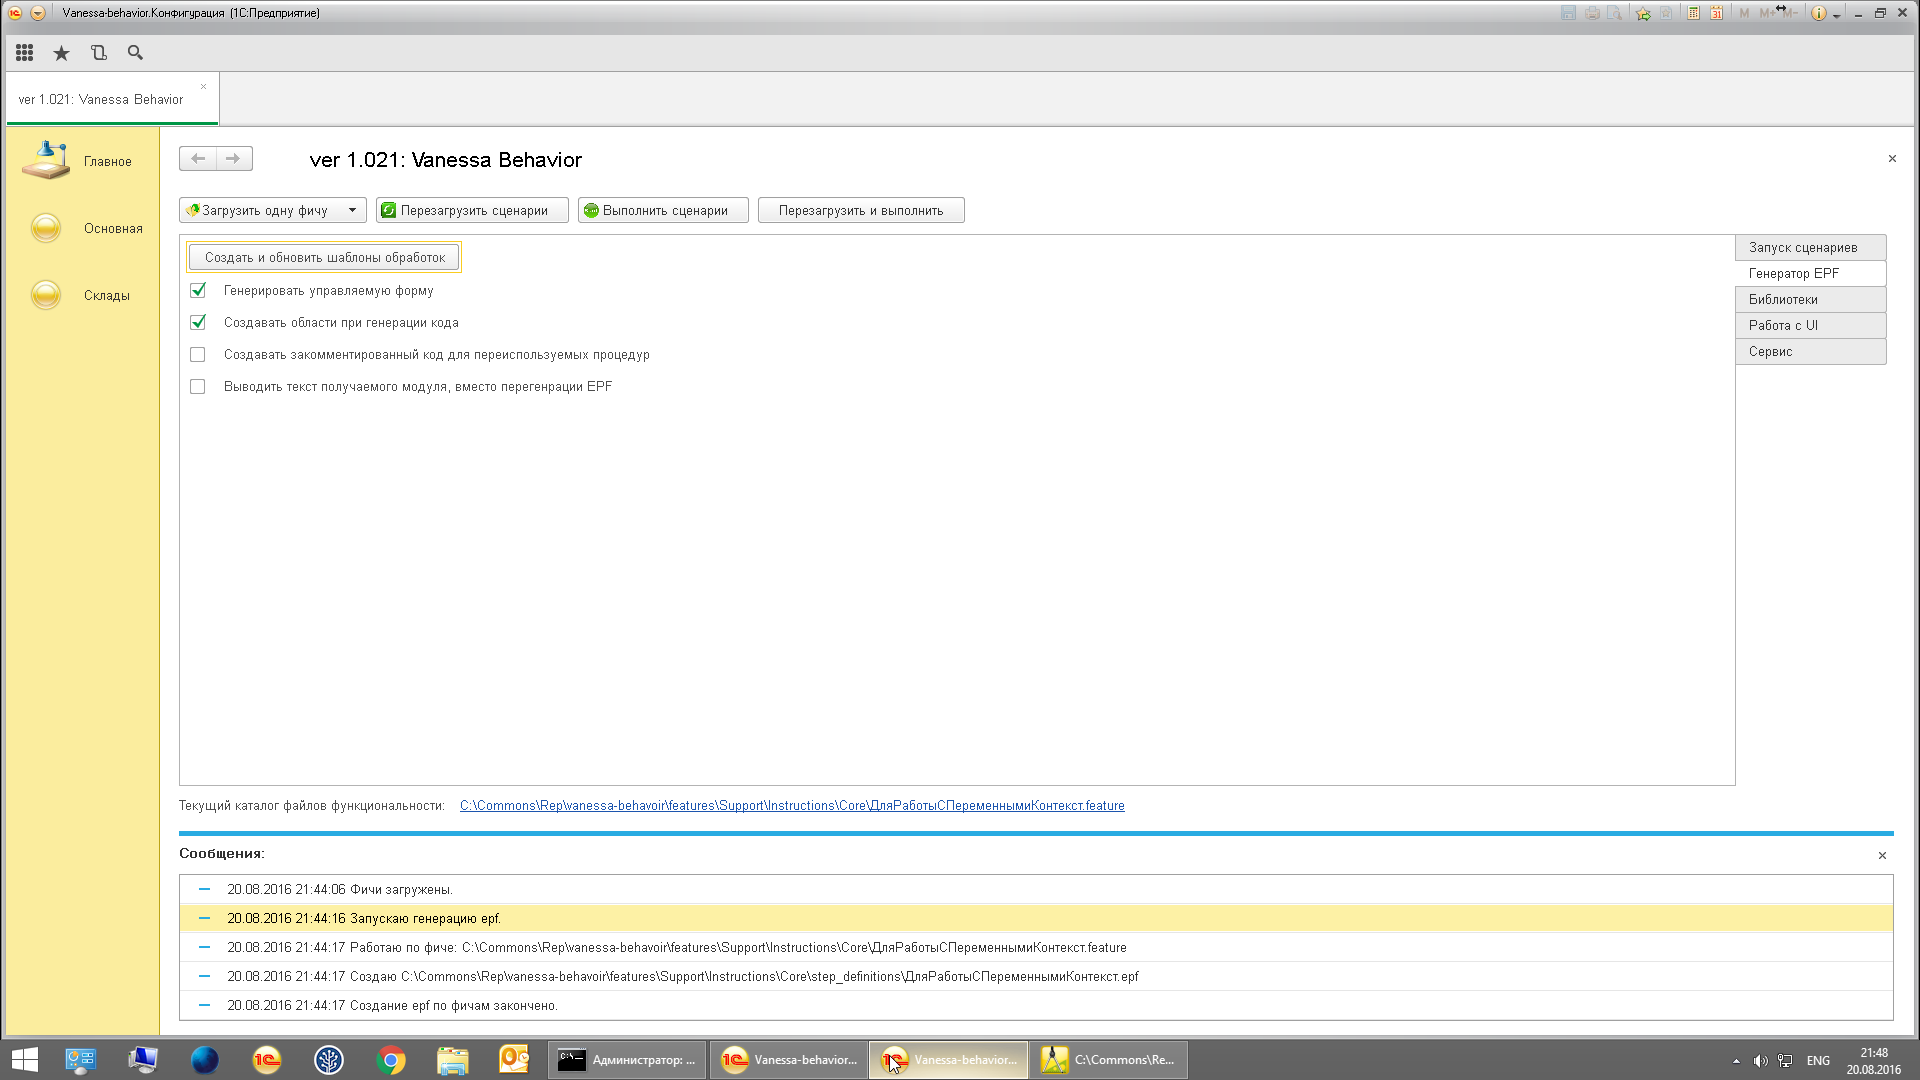 Vanessa-behavior.Конфигурация (1С:Предприятие)
31 M M+ M-
ver 1.021: Vanessa Behavior
Главное
Основная
Склады
ver 1.021: Vanessa Behavior
Загрузить одну фичу
Перезагрузить сценарии
Выполнить сценарии
Перезагрузить и выполнить
Создать и обновить шаблоны обработок
Генерировать управляемую форму
Создавать области при генерации кода
Создавать закомментированный код для переиспользуемых процедур
Выводить текст получаемого модуля, вместо перегенрации EPF
Запуск сценариев
Генератор EPF
Библиотеки
Работа с UI
Сервис
Текущий каталог файлов функциональности: C:\Commons\Rep\vanessa-behavoir\features\Support\Instructions\Core\ДляРаботыСПеременнымиКонтекст.feature
Сообщения:
20.08.2016 21:44:06 Фичи загружены.
20.08.2016 21:44:16 Запускаю генерацию epf.
20.08.2016 21:44:17 Работаю по фиче: C:\Commons\Rep\vanessa-behavoir\features\Support\Instructions\Core\ДляРаботыСПеременнымиКонтекст.feature
20.08.2016 21:44:17 Создаю C:\Commons\Rep\vanessa-behavoir\features\Support\Instructions\Core\step_definitions\ДляРаботыСПеременнымиКонтекст.epf
20.08.2016 21:44:17 Создание epf по фичам закончено.
Администратор: ...
Vanessa-behavior...
Vanessa-behavior...
C:\Commons\Re...
ENG
21:48
20.08.2016